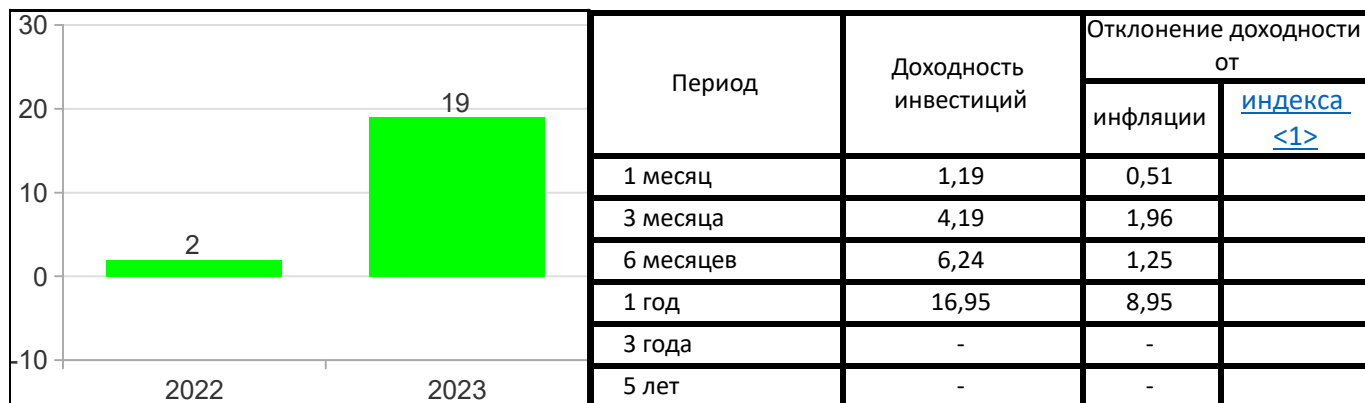 30
20
10
0
-10
2
19
2022
2023
Период
Доходность
инвестиций
Отклонение доходности
от
инфляции
индекса
<1>
1 месяц 1,19 0,51
3 месяца 4,19 1,96
6 месяцев 6,24 1,25
1 год 16,95 8,95
3 года - -
5 лет - -